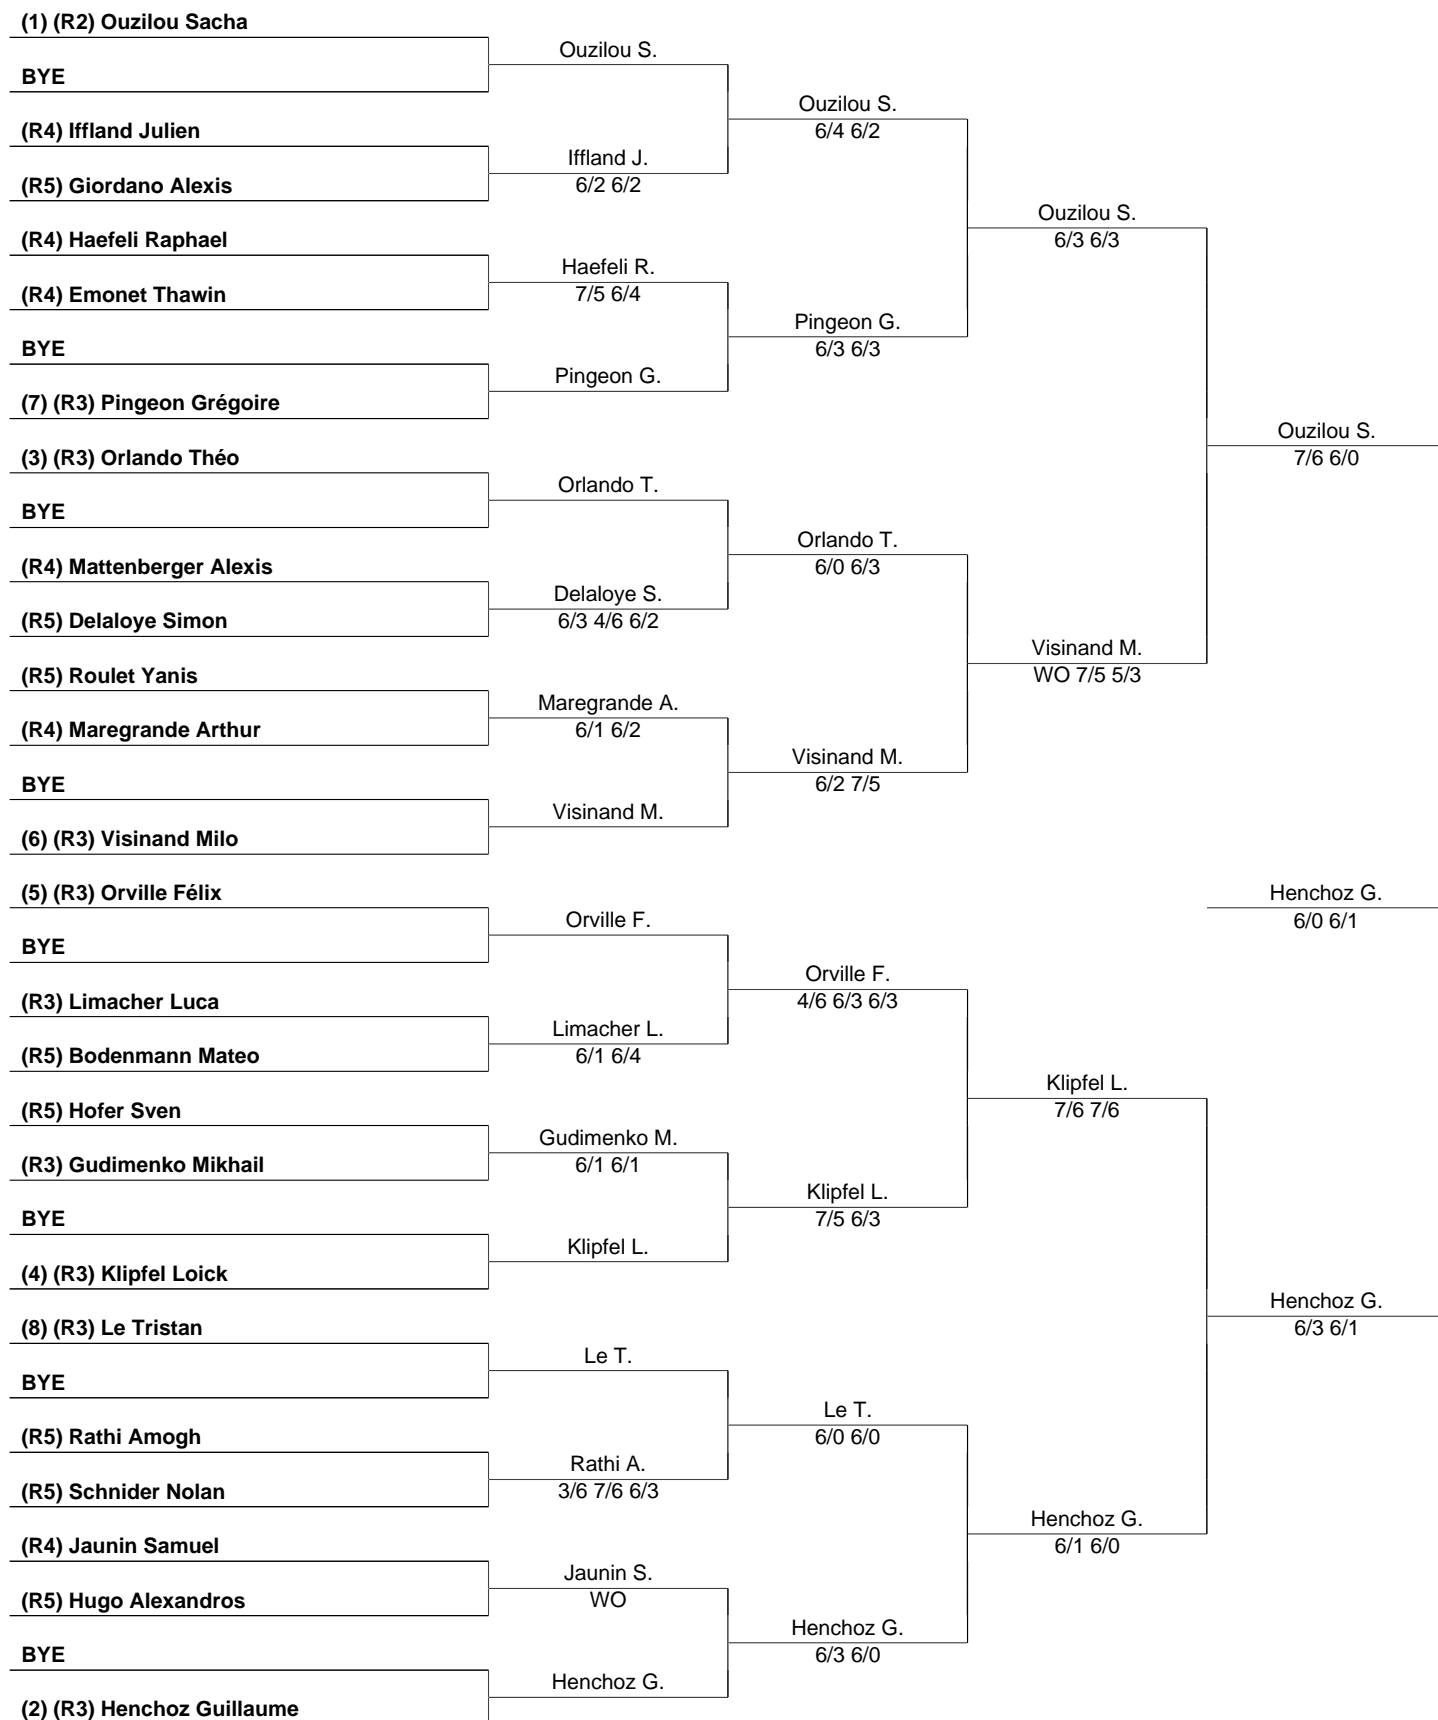 (1) (R2) Ouzilou Sacha
BYE
(R4) Iffland Julien
(R5) Giordano Alexis
(R4) Haefeli Raphael
(R4) Emonet Thawin
BYE
(7) (R3) Pingeon Grégoire
(3) (R3) Orlando Théo
BYE
(R4) Mattenberger Alexis
(R5) Delaloye Simon
(R5) Roulet Yanis
(R4) Maregrande Arthur
BYE
(6) (R3) Visinand Milo
(5) (R3) Orville Félix
BYE
(R3) Limacher Luca
(R5) Bodenmann Mateo
(R5) Hofer Sven
(R3) Gudimenko Mikhail
BYE
(4) (R3) Klipfel Loick
(8) (R3) Le Tristan
BYE
(R5) Rathi Amogh
(R5) Schnider Nolan
(R4) Jaunin Samuel
(R5) Hugo Alexandros
BYE
(2) (R3) Henchoz Guillaume
Ouzilou S.
Iffland J.
6/2 6/2
Haefeli R.
7/5 6/4
Pingeon G.
Orlando T.
Delaloye S.
6/3 4/6 6/2
Maregrande A.
6/1 6/2
Visinand M.
Orville F.
Limacher L.
6/1 6/4
Gudimenko M.
6/1 6/1
Klipfel L.
Le T.
Rathi A.
3/6 7/6 6/3
Jaunin S.
WO
Henchoz G.
Ouzilou S.
6/4 6/2
Pingeon G.
6/3 6/3
Orlando T.
6/0 6/3
Visinand M.
6/2 7/5
Orville F.
4/6 6/3 6/3
Klipfel L.
7/5 6/3
Le T.
6/0 6/0
Henchoz G.
6/3 6/0
Ouzilou S.
6/3 6/3
Visinand M.
WO 7/5 5/3
Klipfel L.
7/6 7/6
Henchoz G.
6/1 6/0
Ouzilou S.
7/6 6/0
Henchoz G.
6/0 6/1
Henchoz G.
6/3 6/1